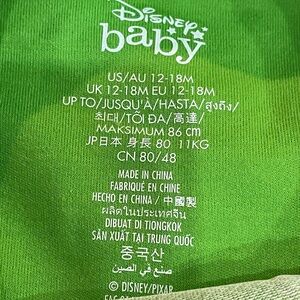 Disney
baby
US/AU 12-18M
UK 12-18M EU 12-18M
UP TO/JUSQU'À/HASTA/สูงถึง/
최대/TỐI ĐA/高達/
MAKSIMUM 86 cm
JP日本 身長 80 11KG
CN 80/48
MADE IN CHINA
FABRIQUÉ EN CHINE
HECHO EN CHINA / 中國製
ผลิตในประเทศจีน
DIBUAT DI TIONGKOK
SẢN XUẤT TẠI TRUNG QUỐC
중국산
صنع في الصين
© DISNEY/PIXAR